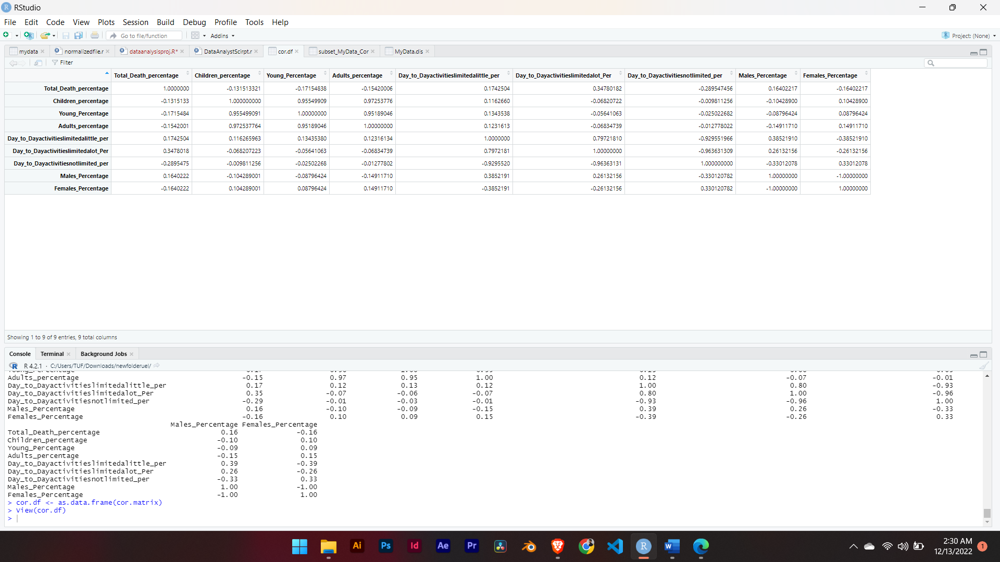 RStudio
File Edit Code View Plots Session Build Debug Profile Tools Help
Go to file/function Addins Project: (None)
mydata normalizedfile.r dataanalysisproj.R* DataAnalystScirpt.r cor.df subset_MyData_Cor MyData.dis
Filter
Total_Death_percentage Children_percentage Young_Percentage Adults_percentage Day_to_Dayactivitieslimitedalittle_per Day_to_Dayactivitieslimitedalot_Per Day_to_Dayactivitiesnotlimited_per Males_Percentage Females_Percentage
Total_Death_percentage 1.0000000 -0.131513321 -0.17154838 -0.15420006 0.1742504 0.34780182 -0.289547456 0.16402217 -0.16402217
Children_percentage -0.1315133 1.000000000 0.95549909 0.97253776 0.1162660 -0.06820722 -0.009811256 -0.10428900 0.10428900
Young_Percentage -0.1715484 0.955499091 1.00000000 0.95189046 0.1343538 -0.05641063 -0.025022682 -0.08796424 0.08796424
Adults_percentage -0.1542001 0.972537764 0.95189046 1.00000000 0.1231613 -0.06834739 -0.012778022 -0.14911710 0.14911710
Day_to_Dayactivitieslimitedalittle_per 0.1742504 0.116265963 0.13435380 0.12316134 1.0000000 0.79721810 -0.929551966 0.38521910 -0.38521910
Day_to_Dayactivitieslimitedalot_Per 0.3478018 -0.068207223 -0.05641063 -0.06834739 0.7972181 1.00000000 -0.963631309 0.26132156 -0.26132156
Day_to_Dayactivitiesnotlimited_per -0.2895475 -0.009811256 -0.02502268 -0.01277802 -0.9295520 -0.96363131 1.000000000 -0.33012078 0.33012078
Males_Percentage 0.1640222 -0.104289001 -0.08796424 -0.14911710 0.3852191 0.26132156 -0.330120782 1.00000000 -1.00000000
Females_Percentage -0.1640222 0.104289001 0.08796424 0.14911710 -0.3852191 -0.26132156 0.330120782 -1.00000000 1.00000000
Showing 1 to 9 of 9 entries, 9 total columns
Console Terminal Background Jobs
R 4.2.1 · C:/Users/TUF/Downloads/newfolderuel/
Adults_percentage -0.15 0.97 0.95 1.00 0.12 -0.07 -0.01
Day_to_Dayactivitieslimitedalittle_per 0.17 0.12 0.13 0.12 1.00 0.80 -0.93
Day_to_Dayactivitieslimitedalot_Per 0.35 -0.07 -0.06 -0.07 0.80 1.00 -0.96
Day_to_Dayactivitiesnotlimited_per -0.29 -0.01 -0.03 -0.01 -0.93 -0.96 1.00
Males_Percentage 0.16 -0.10 -0.09 -0.15 0.39 0.26 -0.33
Females_Percentage -0.16 0.10 0.09 0.15 -0.39 -0.26 0.33
Males_Percentage Females_Percentage
Total_Death_percentage 0.16 -0.16
Children_percentage -0.10 0.10
Young_Percentage -0.09 0.09
Adults_percentage -0.15 0.15
Day_to_Dayactivitieslimitedalittle_per 0.39 -0.39
Day_to_Dayactivitieslimitedalot_Per 0.26 -0.26
Day_to_Dayactivitiesnotlimited_per -0.33 0.33
Males_Percentage 1.00 -1.00
Females_Percentage -1.00 1.00
> cor.df <- as.data.frame(cor.matrix)
> View(cor.df)
>
Ai Ps Id Ae Pr R W
2:30 AM
12/13/2022 1